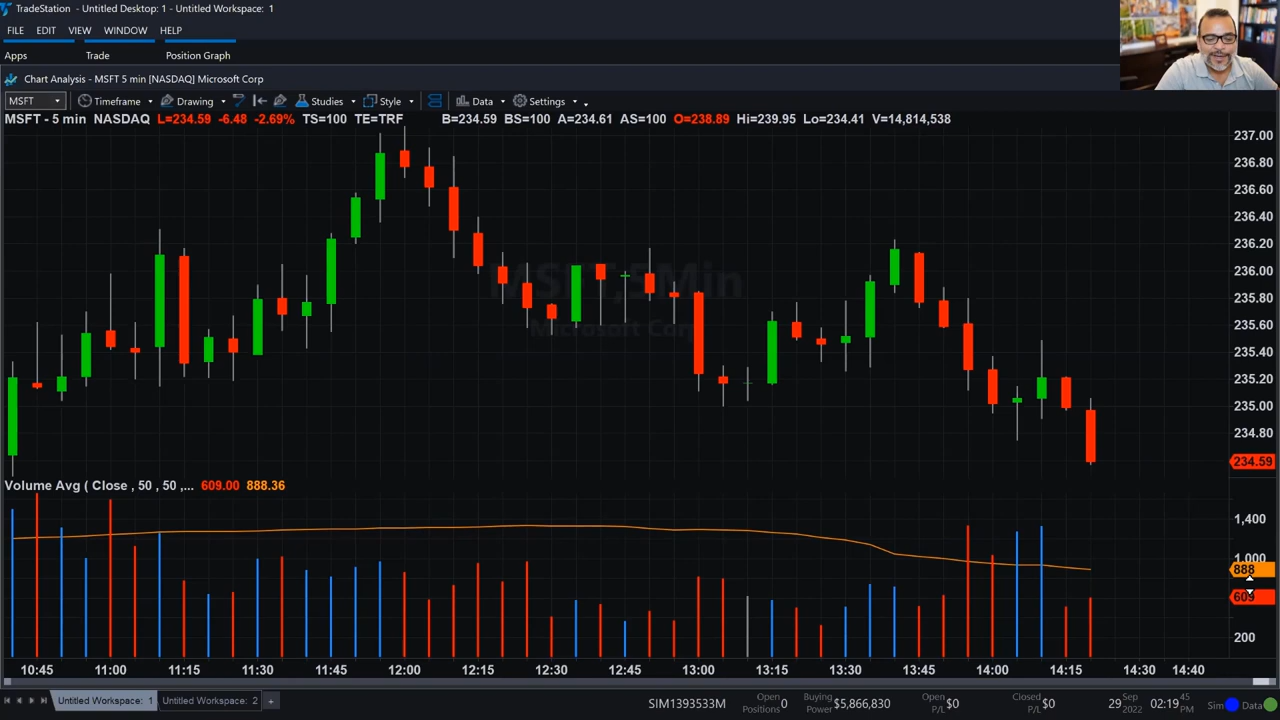 TradeStation - Untitled Desktop: 1 - Untitled Workspace: 1
FILE EDIT VIEW WINDOW HELP
Apps Trade Position Graph
Chart Analysis - MSFT 5 min [NASDAQ] Microsoft Corp
MSFT Timeframe Drawing Studies Style Data Settings
MSFT - 5 min NASDAQ L=234.59 -6.48 -2.69% TS=100 TE=TRF B=234.59 BS=100 A=234.61 AS=100 O=238.89 Hi=239.95 Lo=234.41 V=14,814,538
237.00
236.80
236.60
236.40
236.20
236.00
MSFT,5Min
235.80
235.60
Microsoft Corp
235.40
235.20
235.00
234.80
234.59
Volume Avg ( Close , 50 , 50 ,... 609.00 888.36
1,400
1,000
888
609
200
10:45 11:00 11:15 11:30 11:45 12:00 12:15 12:30 12:45 13:00 13:15 13:30 13:45 14:00 14:15 14:30 14:40
Untitled Workspace: 1 Untitled Workspace: 2 +
SIM1393533M Open Positions 0 Buying Power $5,866,830 Open P/L $0 Closed P/L $0 29 Sep 2022 02:19 45 PM Sim Data